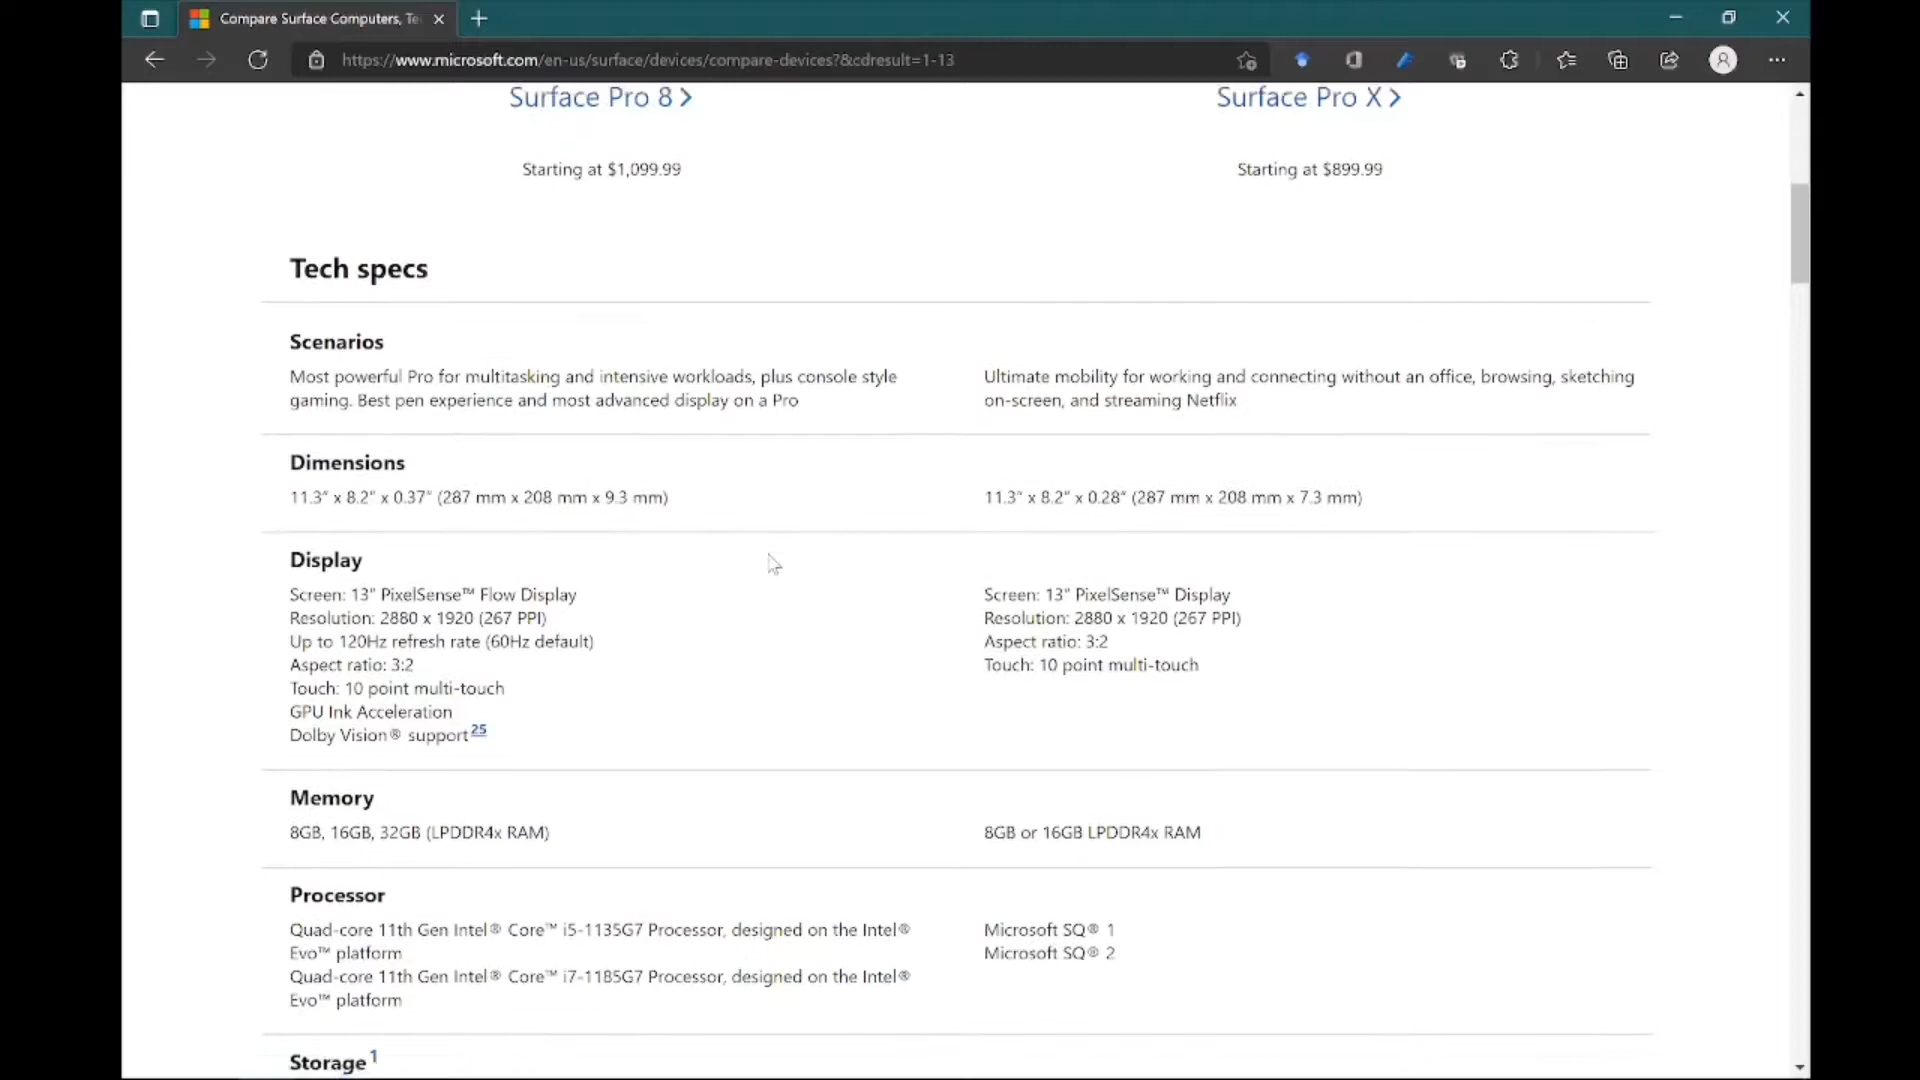 Compare Surface Computers, Te
https://www.microsoft.com/en-us/surface/devices/compare-devices?&cdresult=1-13
Surface Pro 8 >
Surface Pro X >
Starting at $1,099.99
Starting at $899.99
Tech specs
Scenarios
Most powerful Pro for multitasking and intensive workloads, plus console style
gaming. Best pen experience and most advanced display on a Pro
Ultimate mobility for working and connecting without an office, browsing, sketching
on-screen, and streaming Netflix
Dimensions
11.3" x 8.2" x 0.37" (287 mm x 208 mm x 9.3 mm)
11.3" x 8.2" x 0.28" (287 mm x 208 mm x 7.3 mm)
Display
Screen: 13" PixelSense™ Flow Display
Resolution: 2880 x 1920 (267 PPI)
Up to 120Hz refresh rate (60Hz default)
Aspect ratio: 3:2
Touch: 10 point multi-touch
GPU Ink Acceleration
Dolby Vision® support 25
Screen: 13" PixelSense™ Display
Resolution: 2880 x 1920 (267 PPI)
Aspect ratio: 3:2
Touch: 10 point multi-touch
Memory
8GB, 16GB, 32GB (LPDDR4x RAM)
8GB or 16GB LPDDR4x RAM
Processor
Quad-core 11th Gen Intel® Core™ i5-1135G7 Processor, designed on the Intel®
Evo™ platform
Quad-core 11th Gen Intel® Core™ i7-1185G7 Processor, designed on the Intel®
Evo™ platform
Microsoft SQ® 1
Microsoft SQ® 2
Storage 1